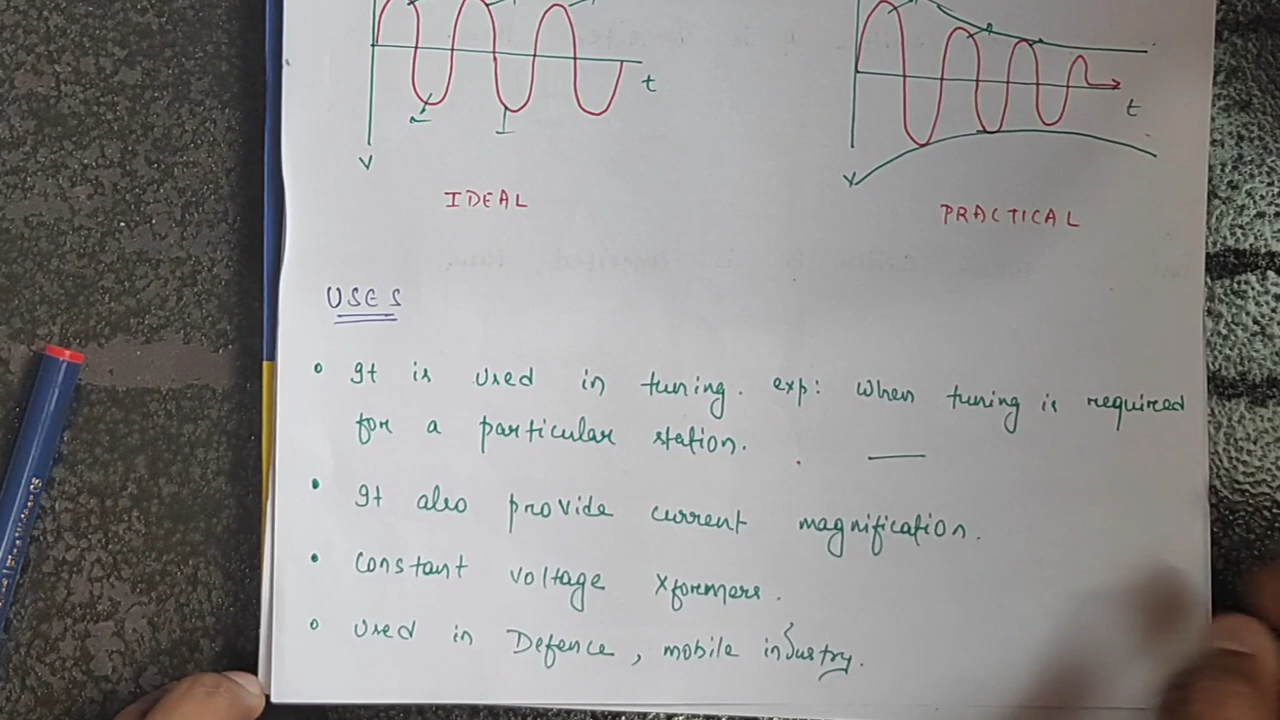 t
t
V
V
IDEAL
PRACTICAL
USES
It is used in tuning. exp: when tuning is required
for a particular station.
It also provide current magnification.
constant voltage Xformers.
used in Defence, mobile industry.